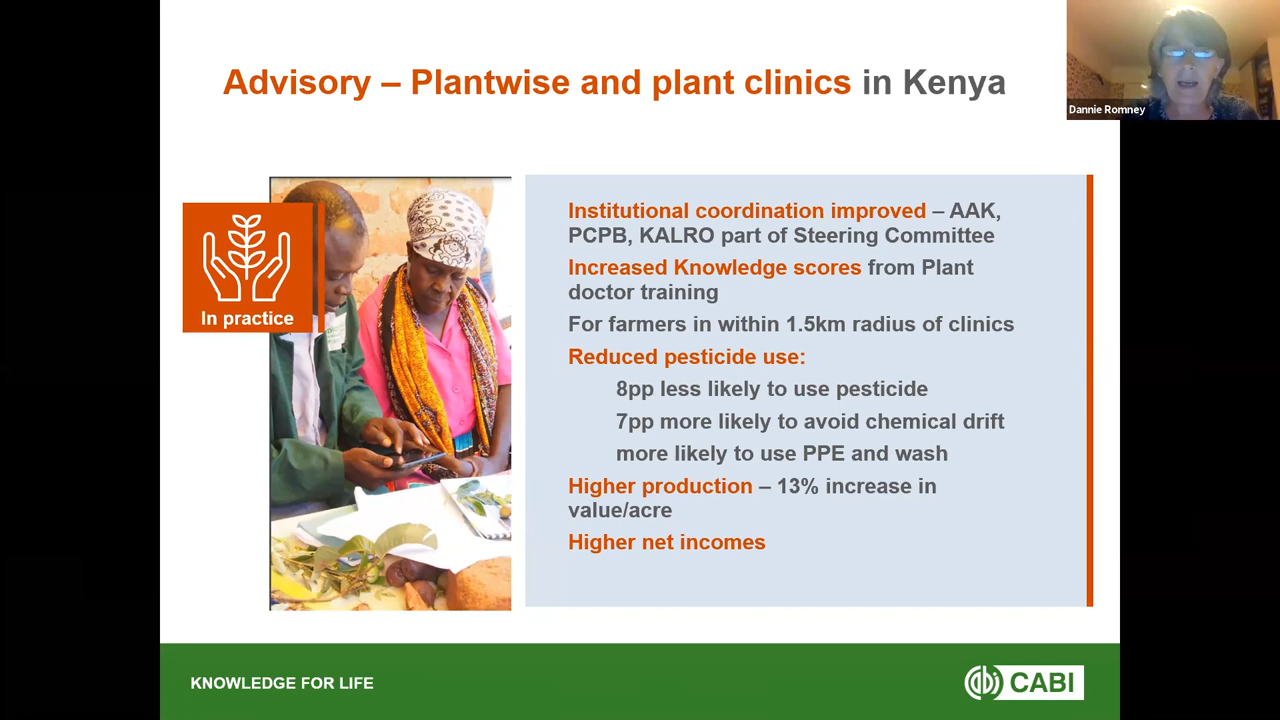 Advisory – Plantwise and plant clinics in Kenya
Dannie Romney
In practice
Institutional coordination improved – AAK,
PCPB, KALRO part of Steering Committee
Increased Knowledge scores from Plant
doctor training
For farmers in within 1.5km radius of clinics
Reduced pesticide use:
8pp less likely to use pesticide
7pp more likely to avoid chemical drift
more likely to use PPE and wash
Higher production – 13% increase in
value/acre
Higher net incomes
KNOWLEDGE FOR LIFE
cabi CABI